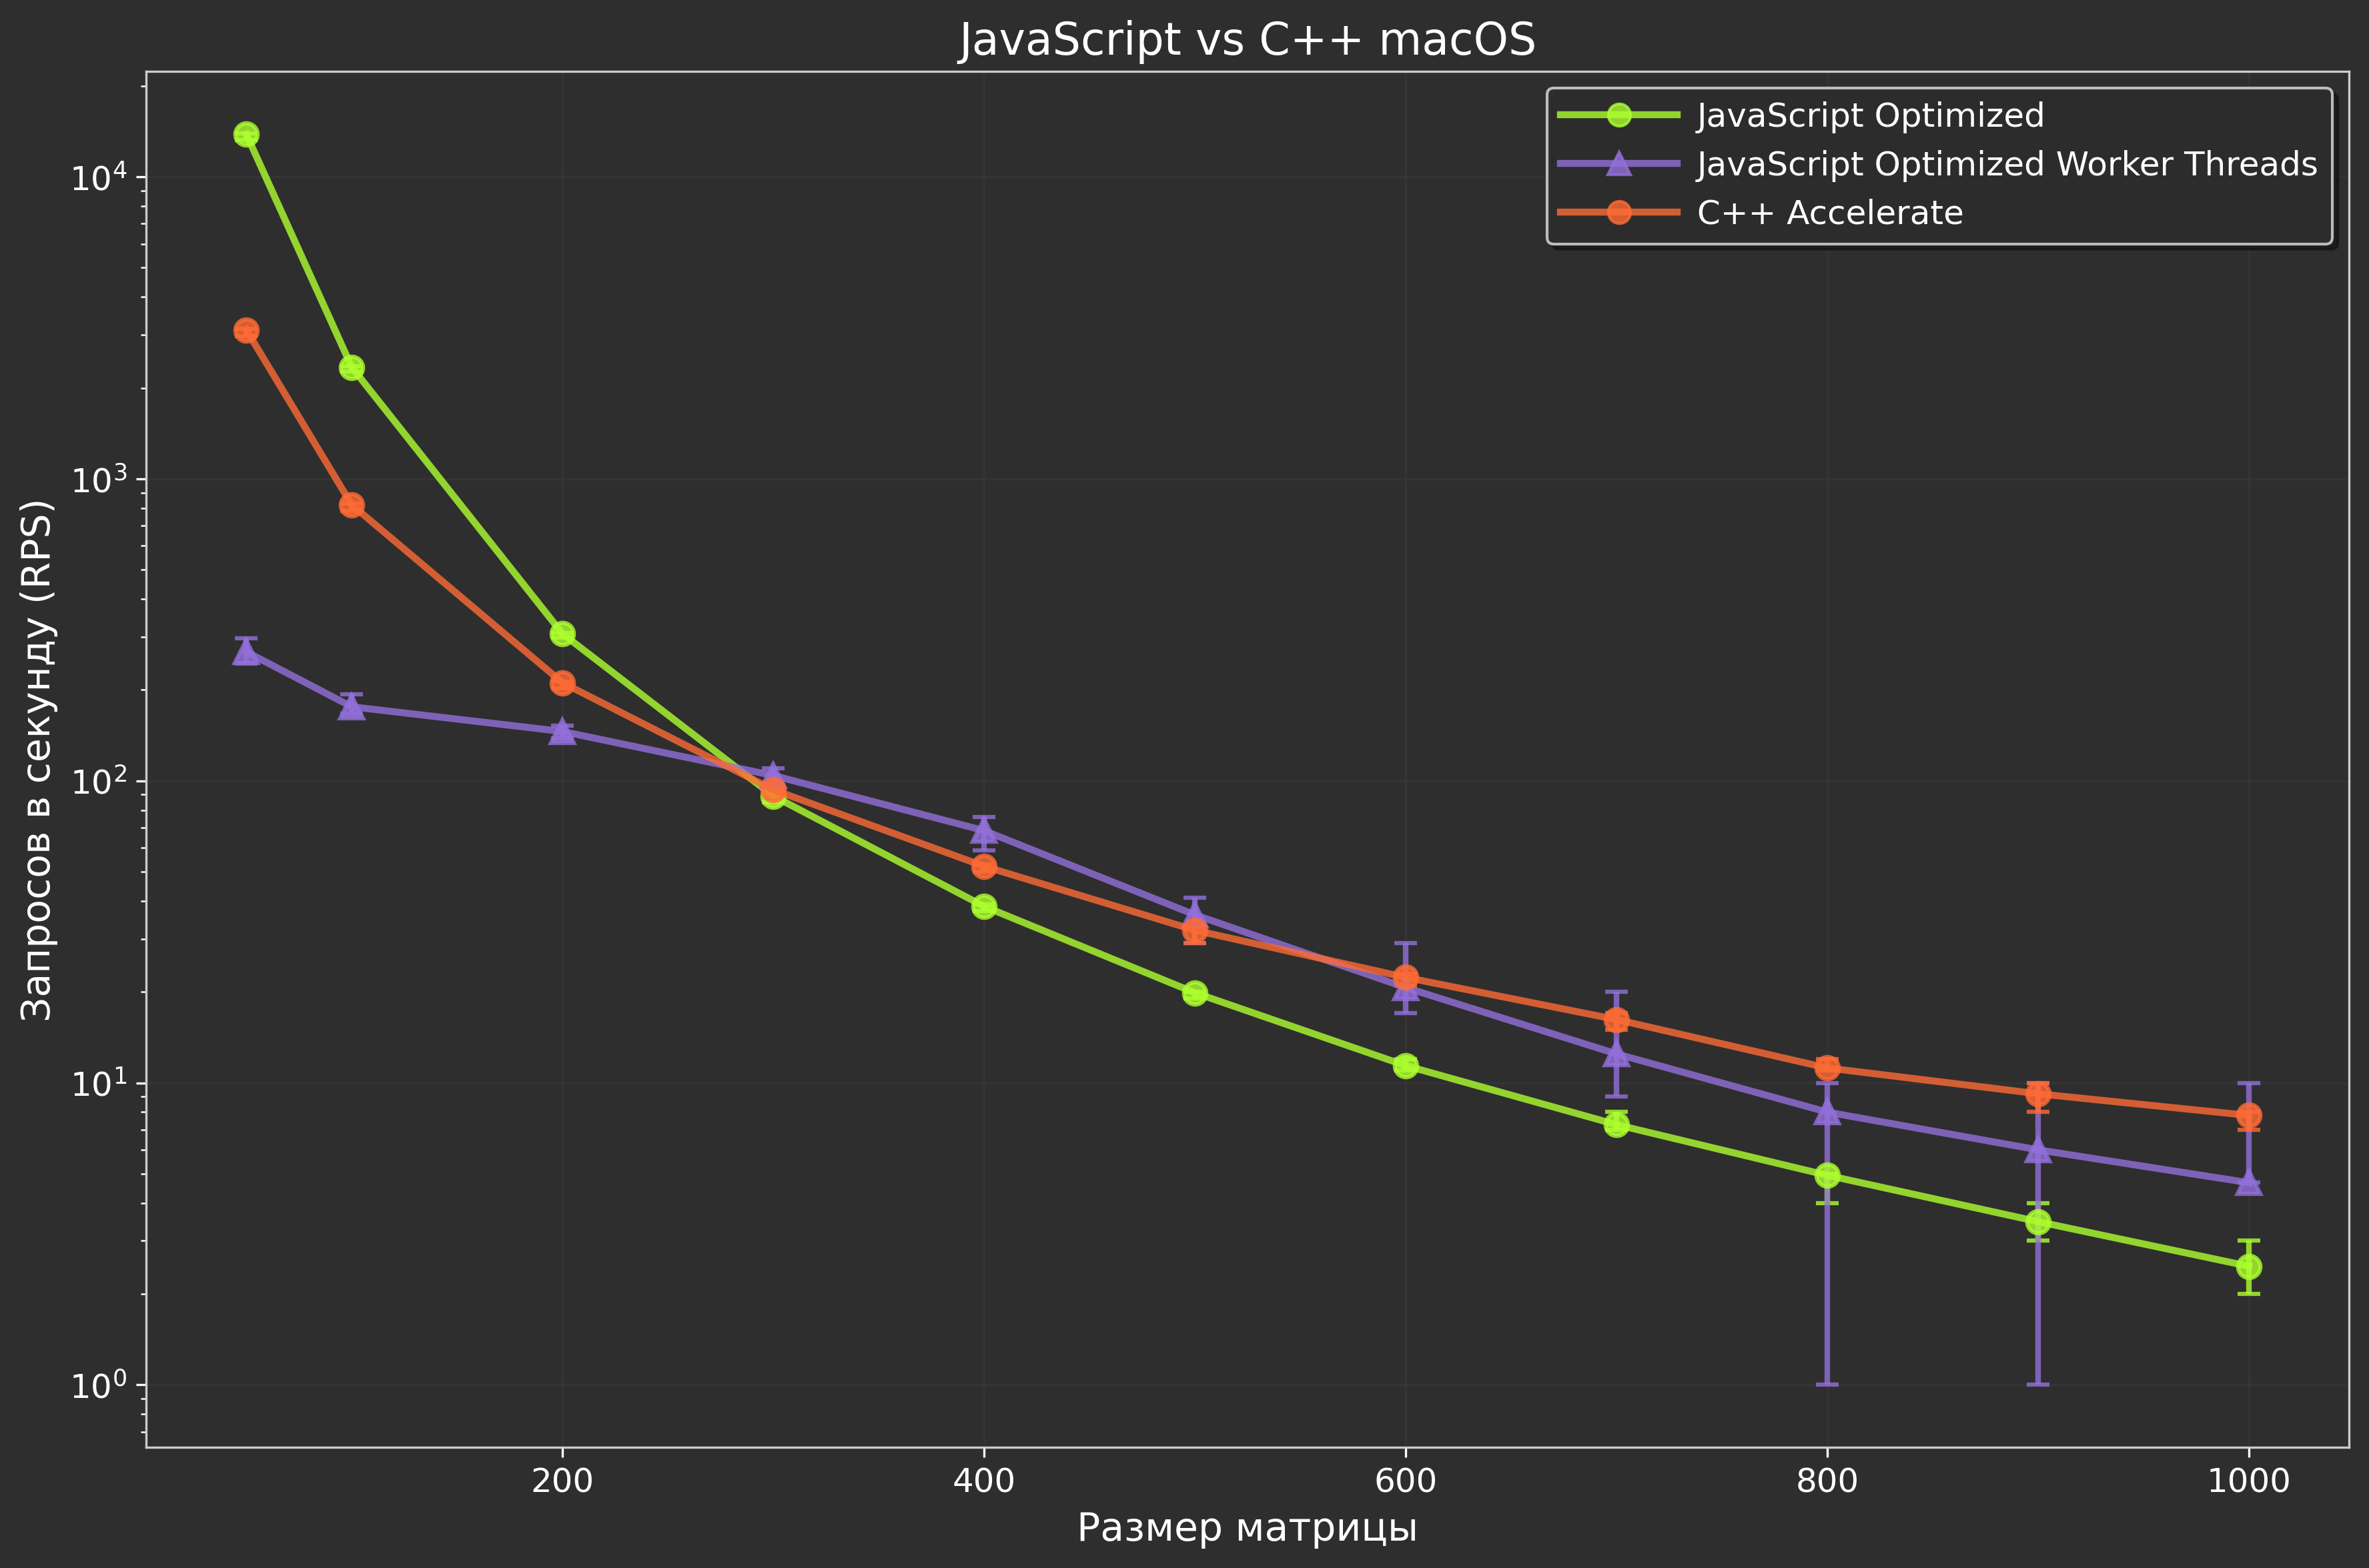 JavaScript vs C++ macOS
JavaScript Optimized
JavaScript Optimized Worker Threads
C++ Accelerate
Запросов в секунду (RPS)
10⁴
10³
10²
10¹
10⁰
200 400 600 800 1000
Размер матрицы